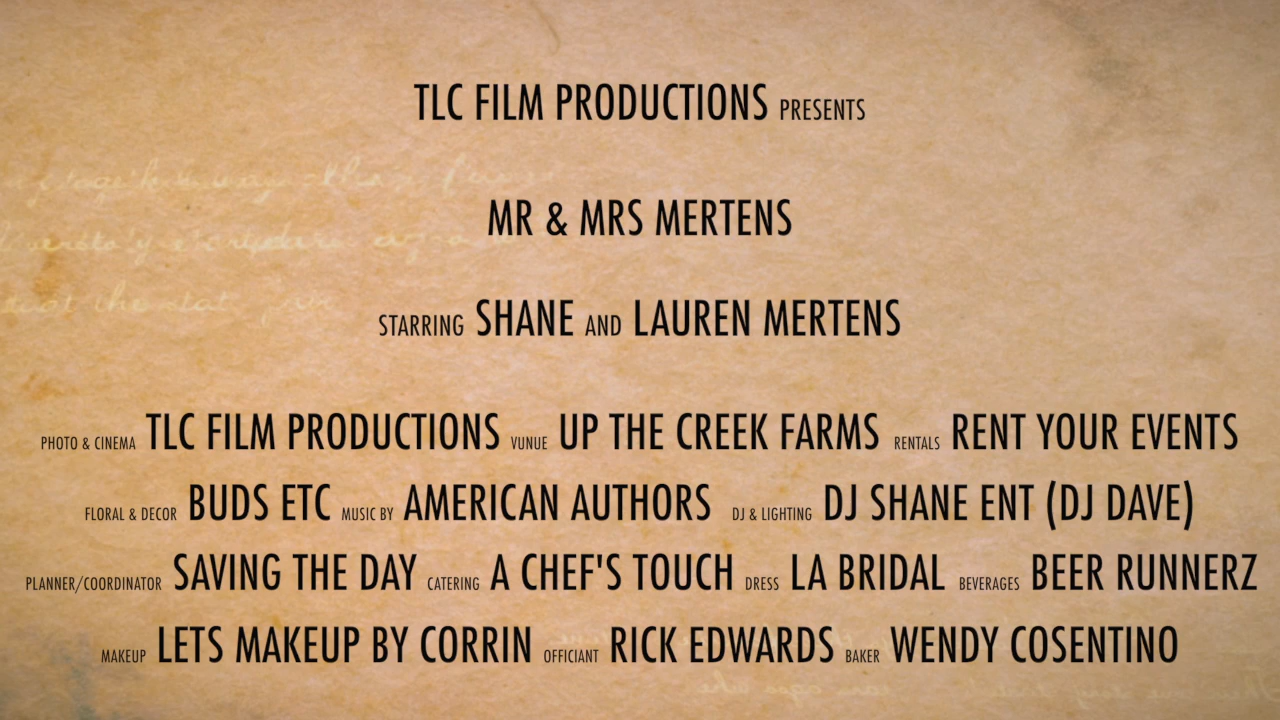 TLC FILM PRODUCTIONS PRESENTS
MR & MRS MERTENS
STARRING SHANE AND LAUREN MERTENS
PHOTO & CINEMA TLC FILM PRODUCTIONS VUNUE UP THE CREEK FARMS RENTALS RENT YOUR EVENTS
FLORAL & DECOR BUDS ETC MUSIC BY AMERICAN AUTHORS DJ & LIGHTING DJ SHANE ENT (DJ DAVE)
PLANNER/COORDINATOR SAVING THE DAY CATERING A CHEF'S TOUCH DRESS LA BRIDAL BEVERAGES BEER RUNNERZ
MAKEUP LETS MAKEUP BY CORRIN OFFICIANT RICK EDWARDS BAKER WENDY COSENTINO